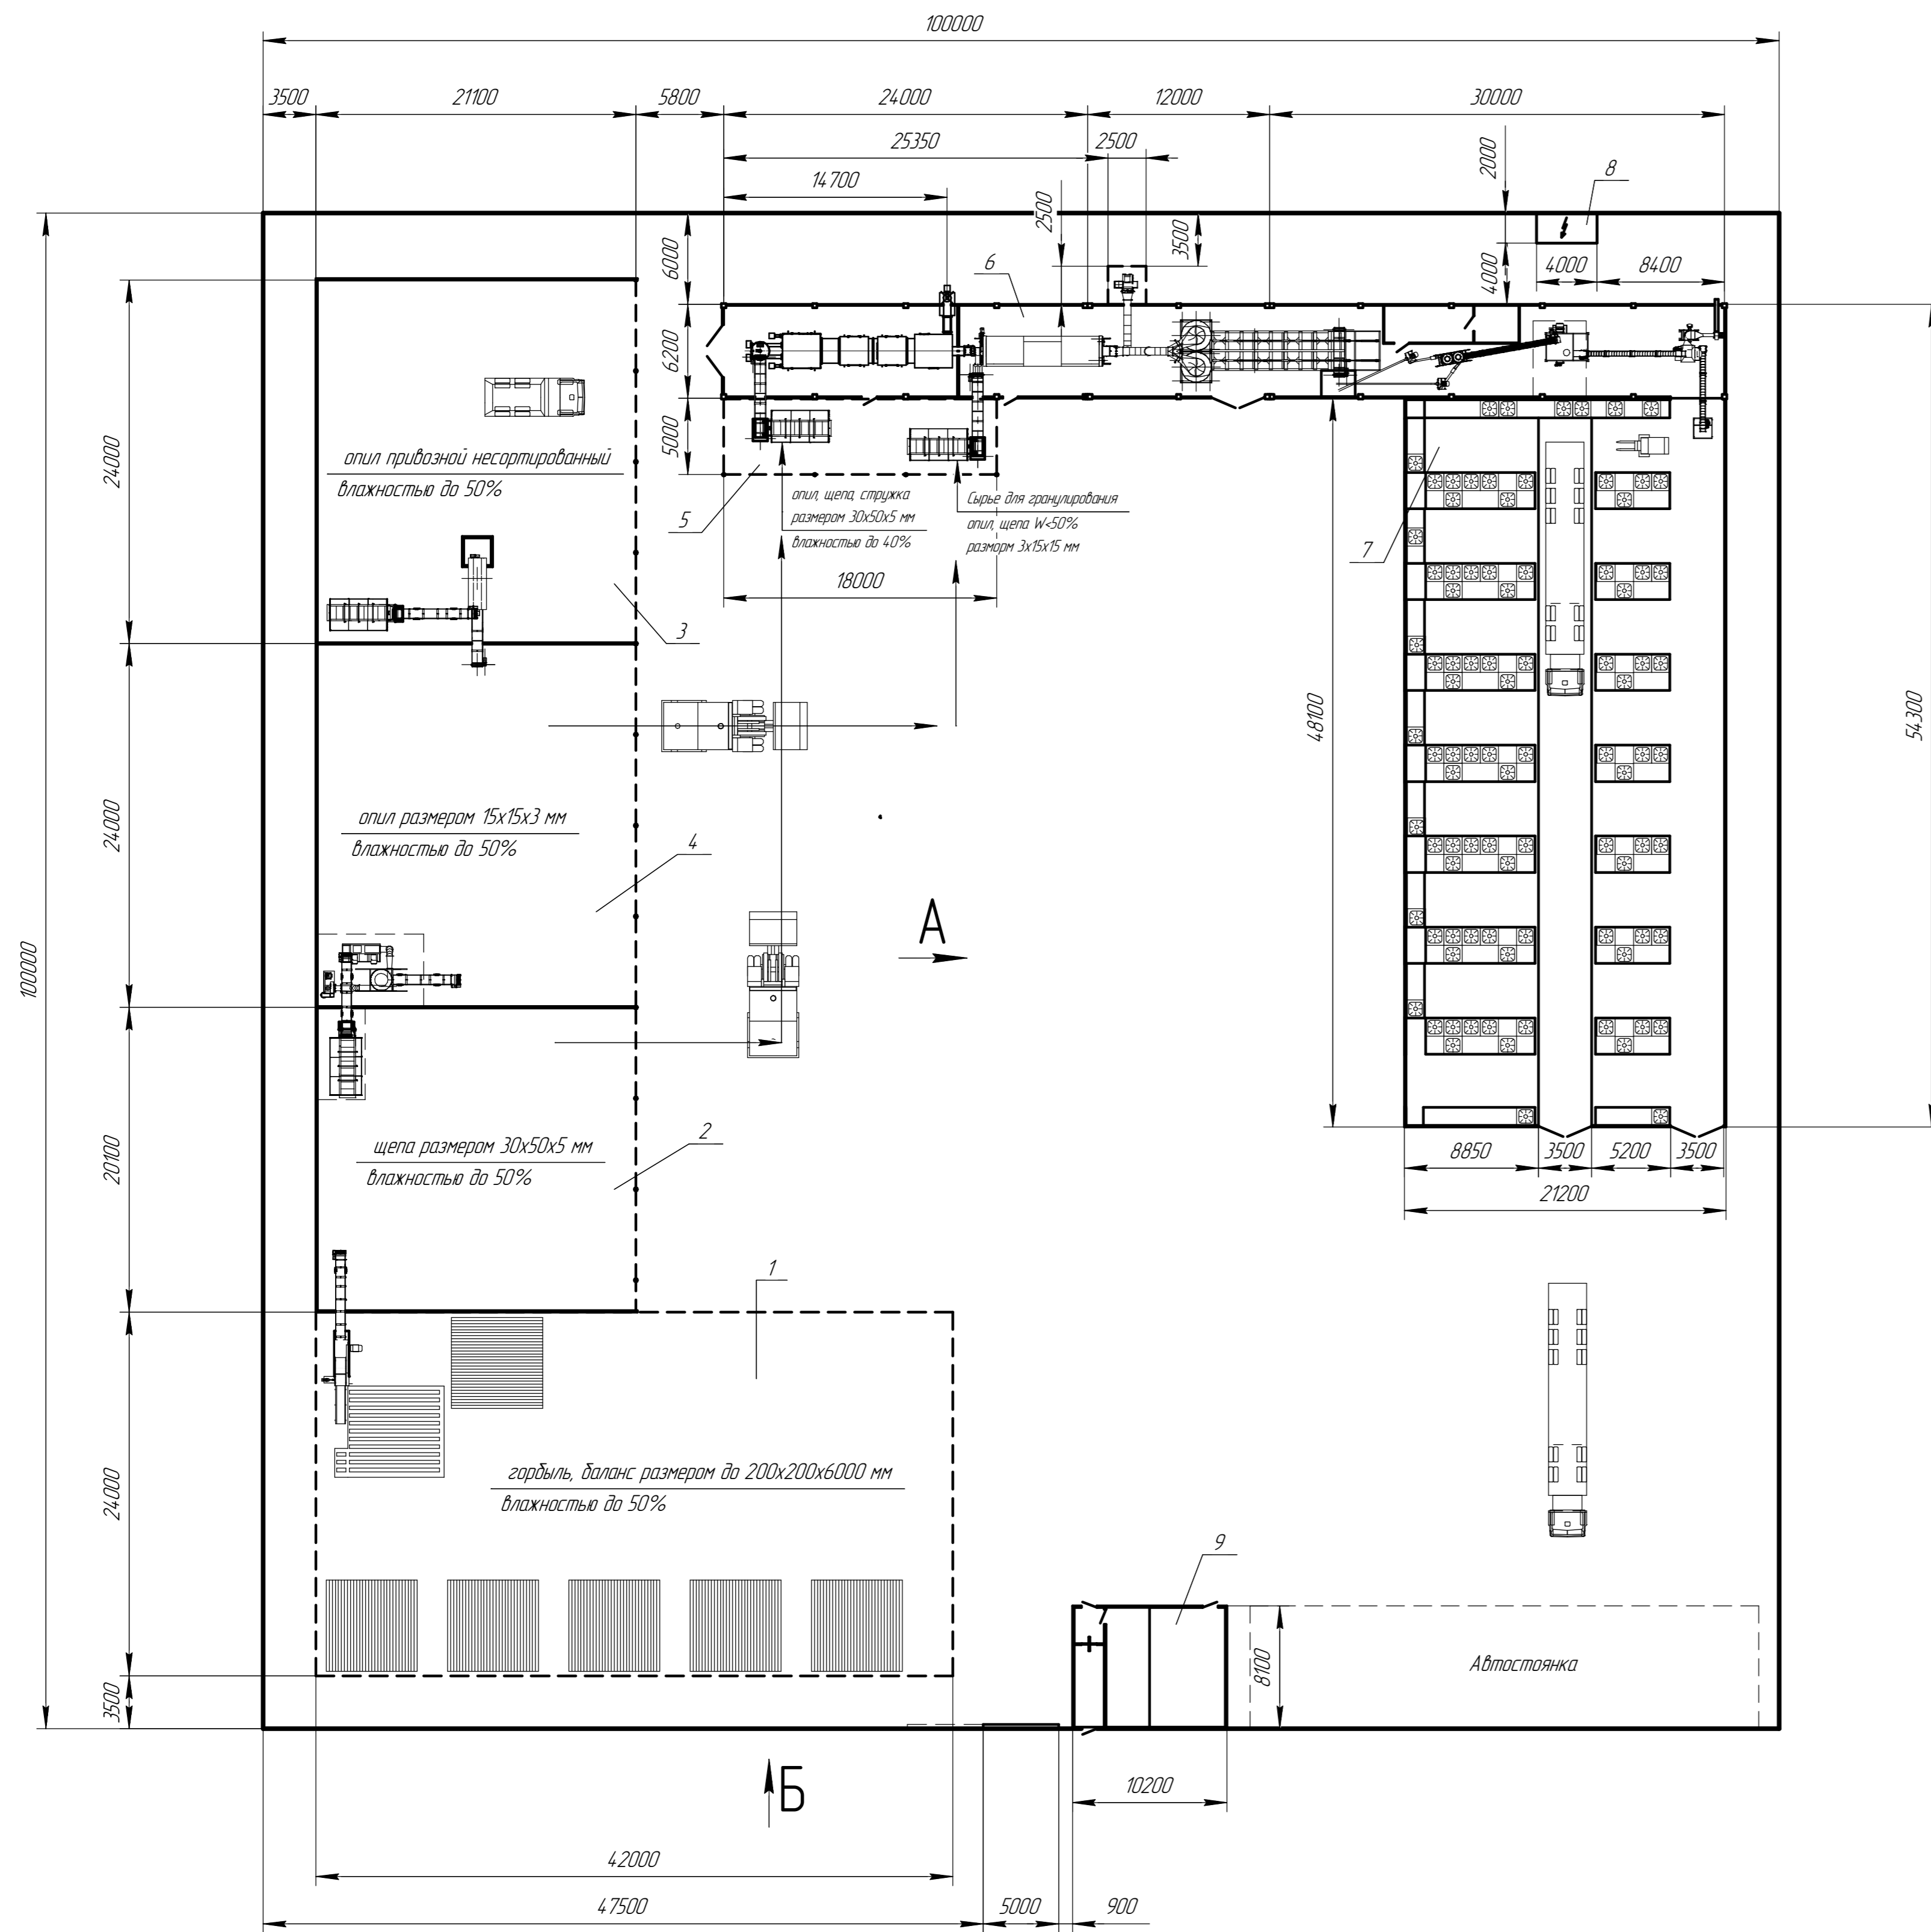 100000
3500
21100
5800
24000
12000
30000
25350
2500
14700
2000
8
2500
3500
6000
6
4000
4000
8400
6200
5000
24000
опил привозной несортированный
влажностью до 50%
опил, щепа, стружка
размером 30х50х5 мм
влажностью до 40%
Сырье для гранулирования
опил, щепа W<50%
разморм 3х15х15 мм
5
7
18000
3
48100
54300
24000
опил размером 15х15х3 мм
влажностью до 50%
4
А
100000
20100
щепа размером 30х50х5 мм
влажностью до 50%
2
8850
3500
5200
3500
21200
1
24000
горбыль, баланс размером до 200х200х6000 мм
влажностью до 50%
9
8100
Автостоянка
3500
Б
10200
42000
47500
5000
900